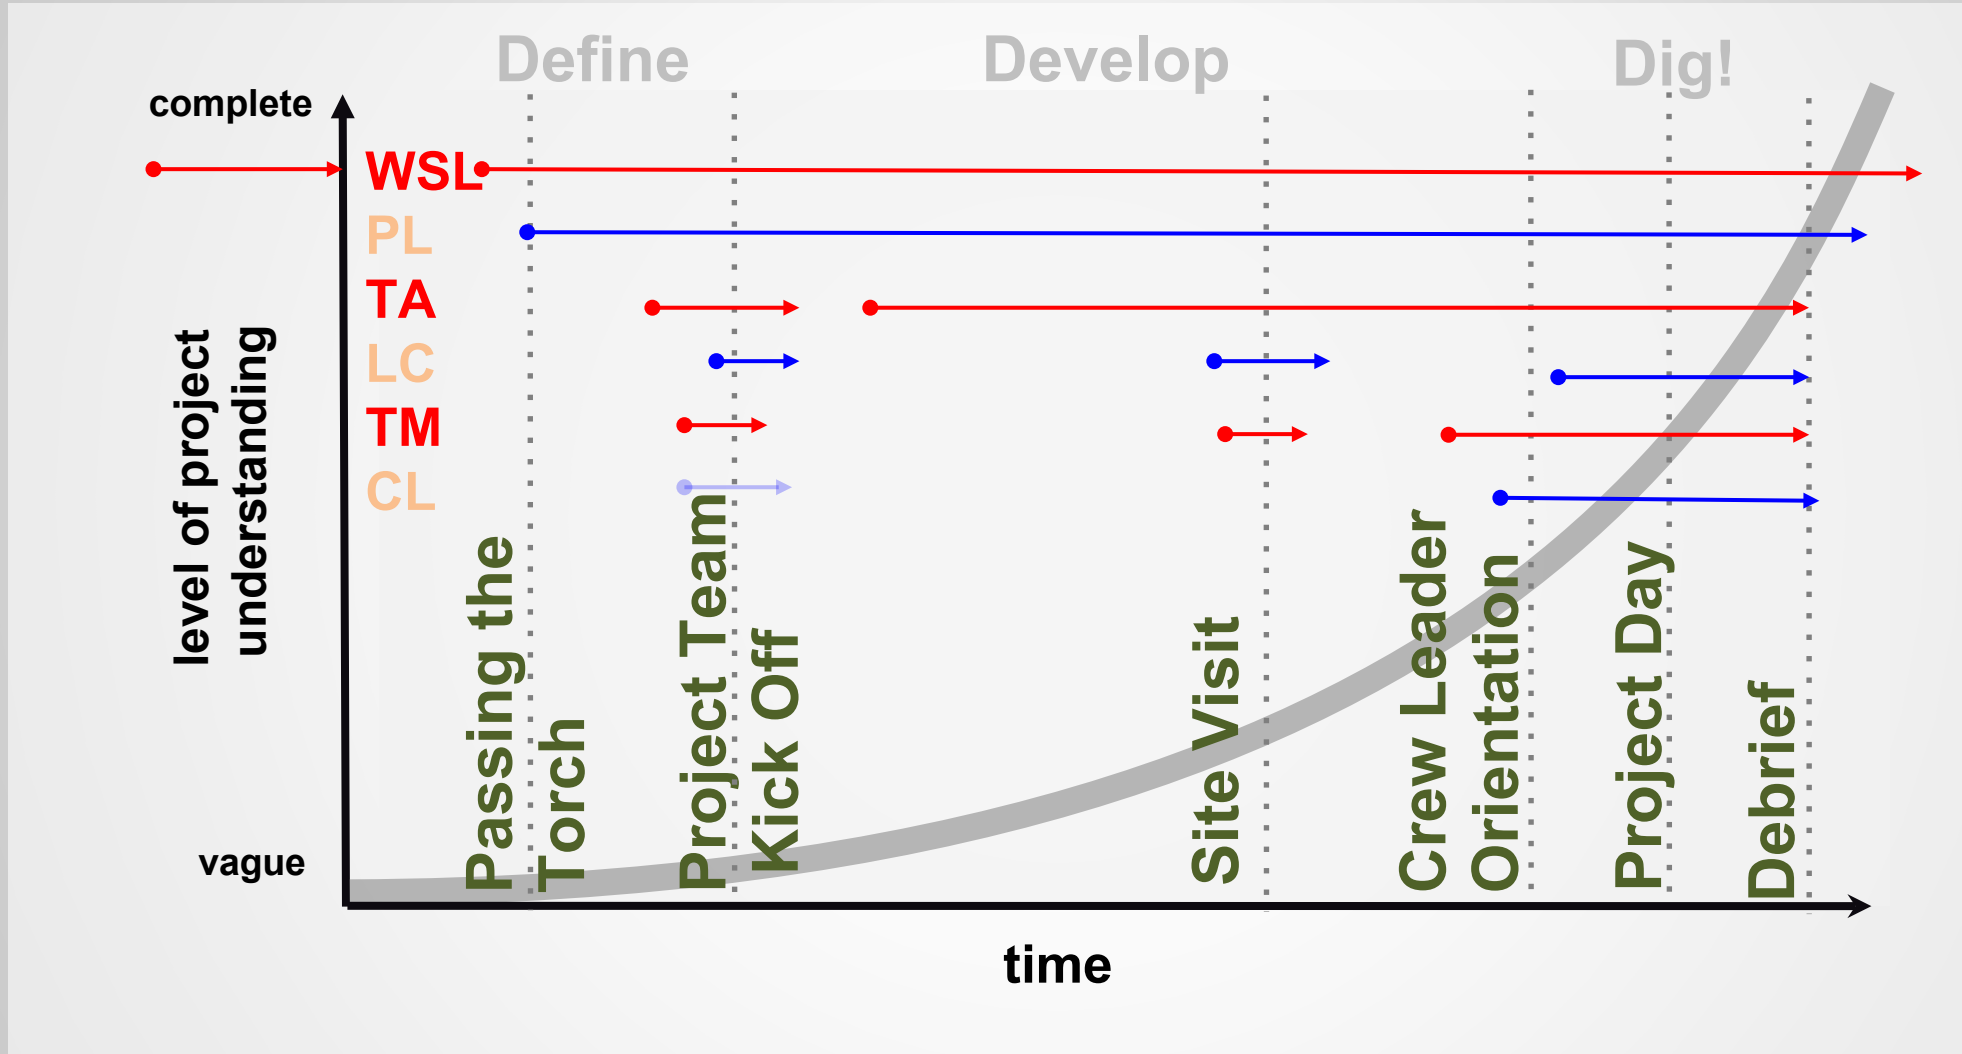 Define
Develop
Dig!
complete
WSL
PL
TA
LC
TM
CL
level of project
understanding
vague
Passing the
Torch
Project Team
Kick Off
Site Visit
Crew Leader
Orientation
Project Day
Debrief
time